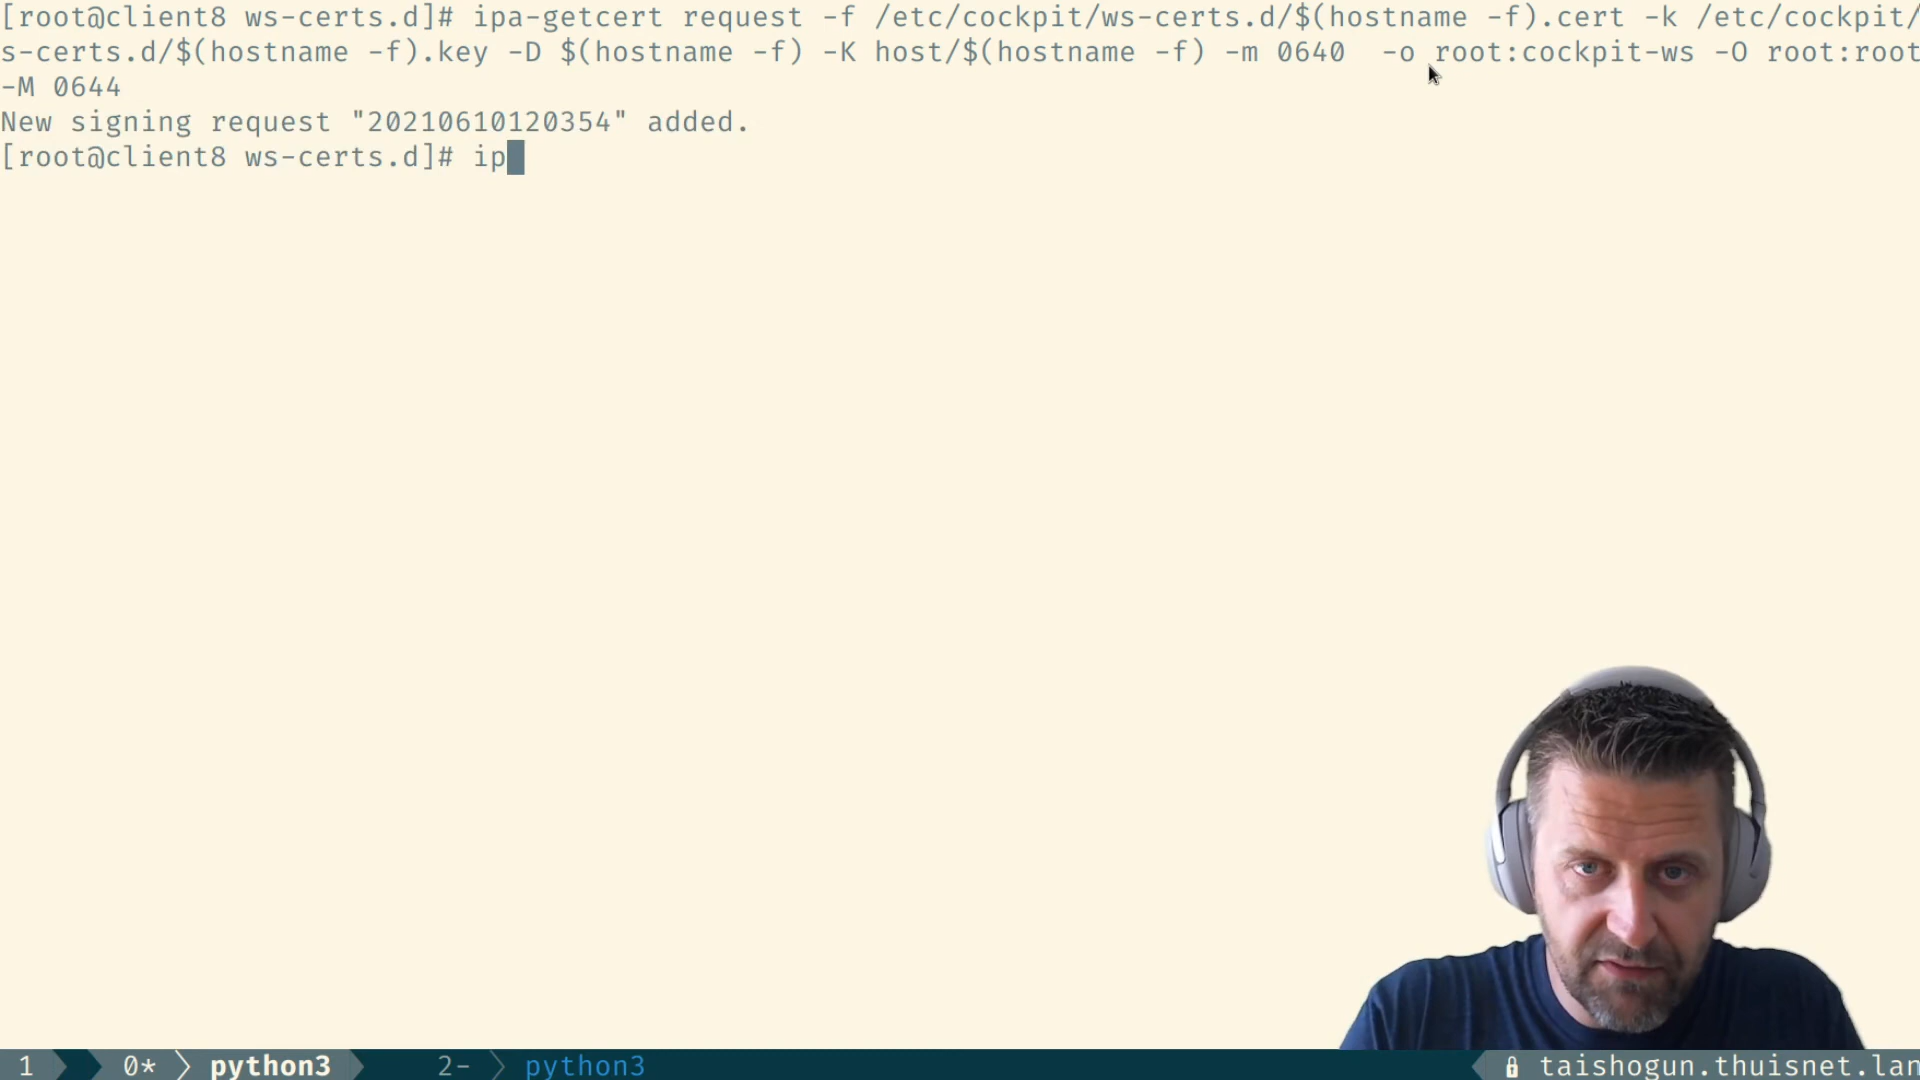 [root@client8 ws-certs.d]# ipa-getcert request -f /etc/cockpit/ws-certs.d/$(hostname -f).cert -k /etc/cockpit/
s-certs.d/$(hostname -f).key -D $(hostname -f) -K host/$(hostname -f) -m 0640  -o root:cockpit-ws -O root:root
-M 0644
New signing request "20210610120354" added.
[root@client8 ws-certs.d]# ip
1 0* python3 2- python3 taishogun.thuisnet.lan